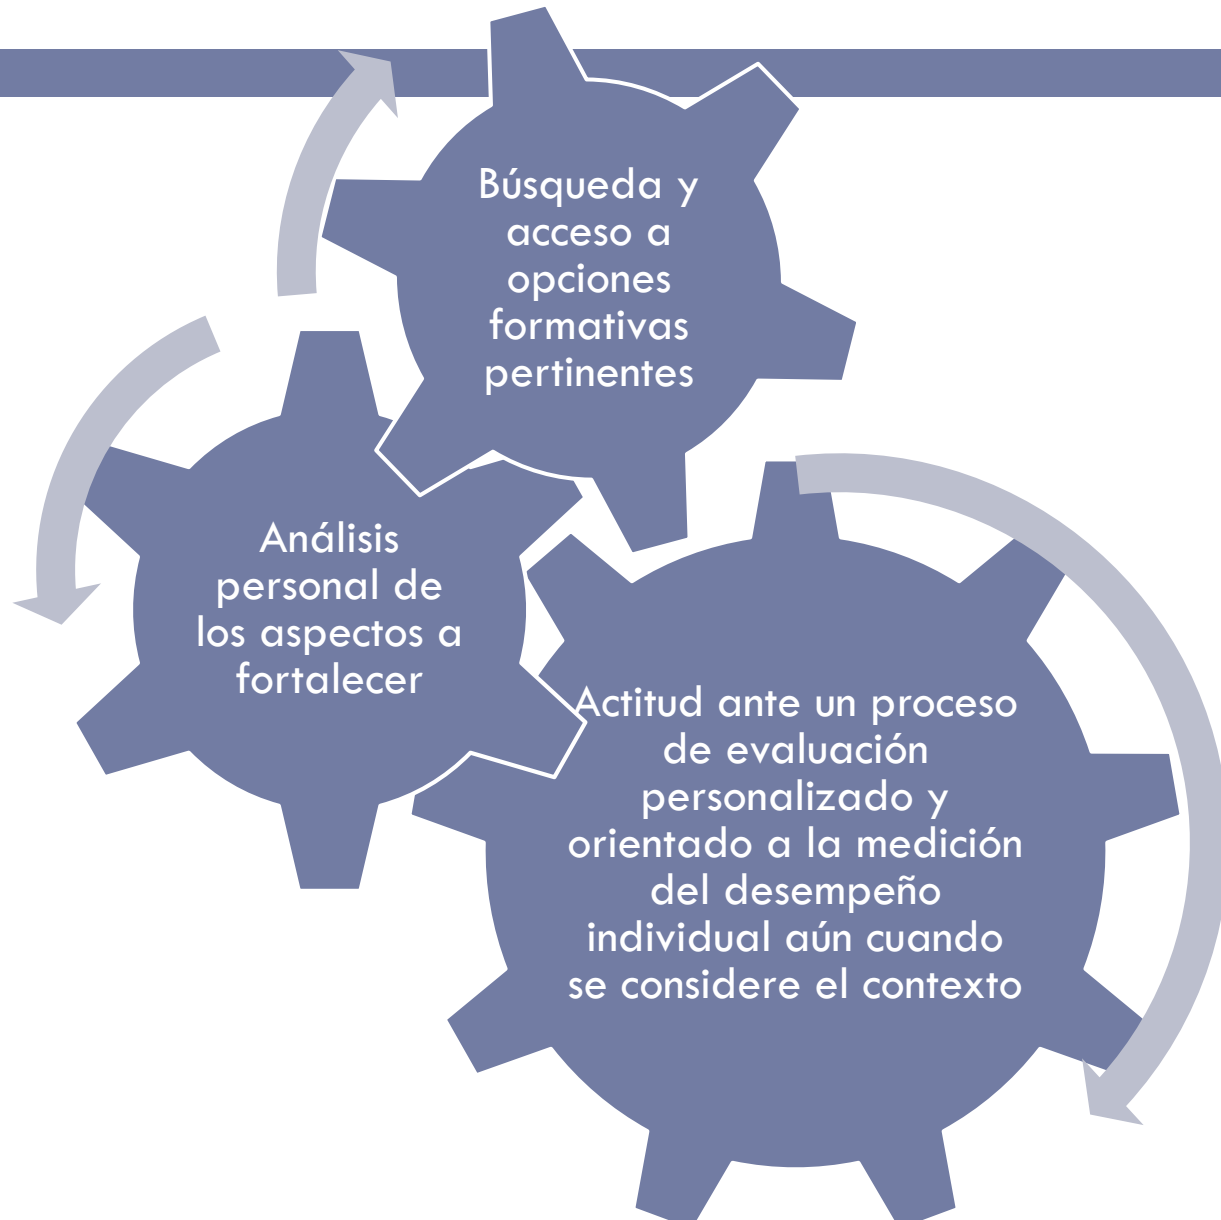 Búsqueda y
acceso a
opciones
formativas
pertinentes
Análisis
personal de
los aspectos a
fortalecer
Actitud ante un proceso
de evaluación
personalizado y
orientado a la medición
del desempeño
individual aún cuando
se considere el contexto